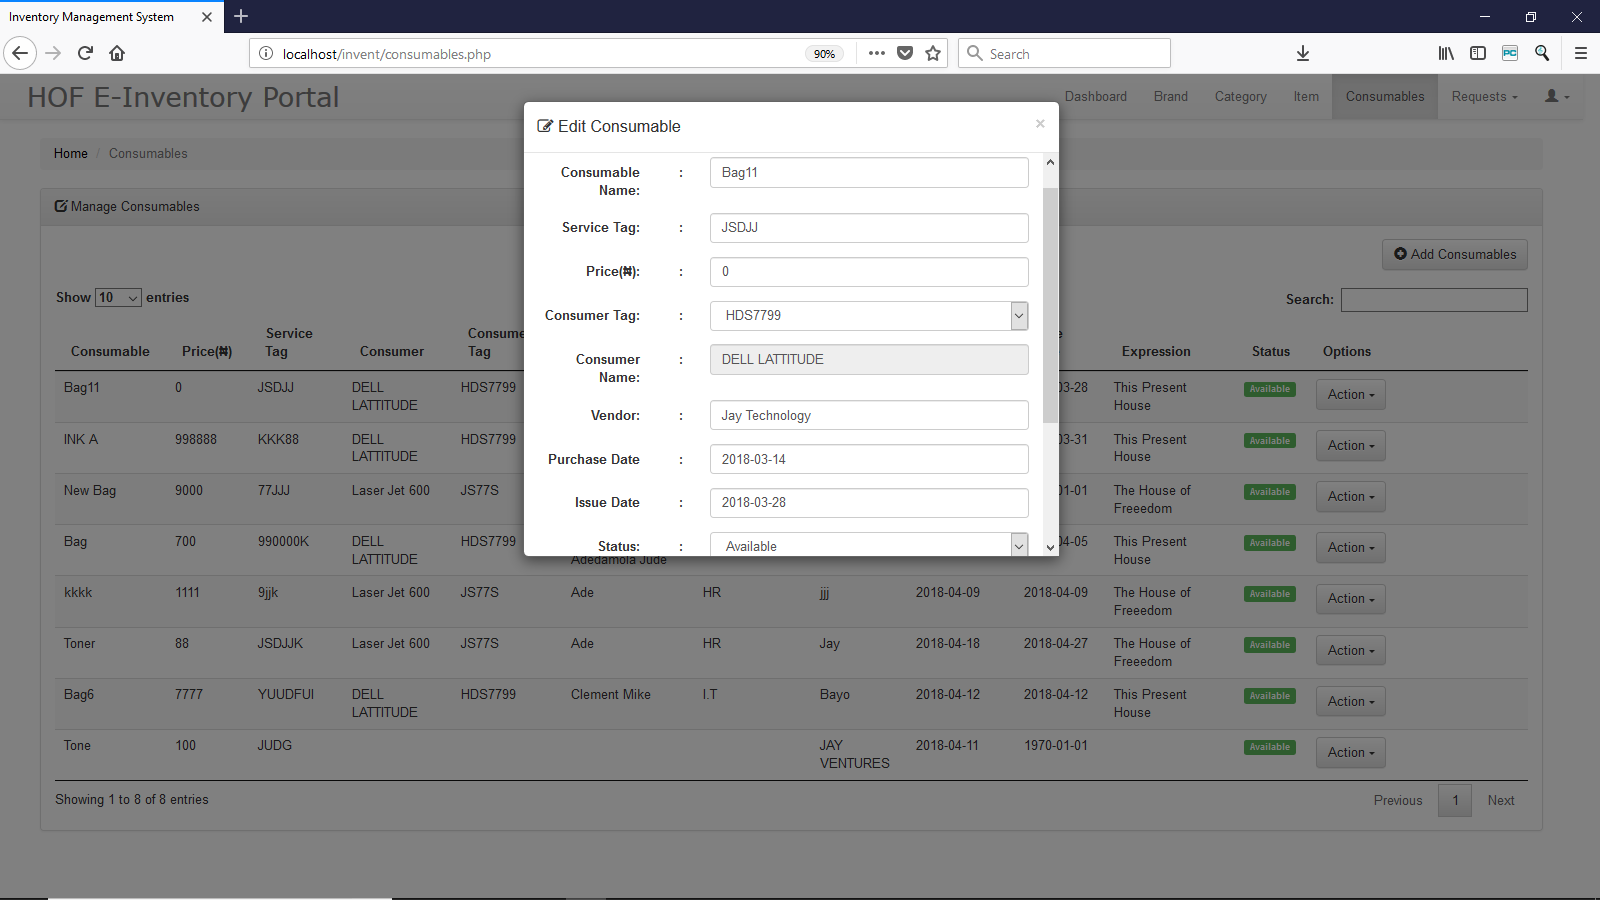 Inventory Management System
localhost/invent/consumables.php
90%
Search
HOF E-Inventory Portal
Dashboard
Brand
Category
Item
Consumables
Requests
Home / Consumables
Manage Consumables
Add Consumables
Show 10 entries
Search:
Consumable Price(₦) Service Tag Consumer Consume Tag e Expression Status Options
Bag11 0 JSDJJ DELL LATTITUDE HDS7799 03-28 This Present House Available Action
INK A 998888 KKK88 DELL LATTITUDE HDS7799 03-31 This Present House Available Action
New Bag 9000 77JJJ Laser Jet 600 JS77S 01-01 The House of Freeedom Available Action
Bag 700 990000K DELL LATTITUDE HDS7799 Adedamola Jude 04-05 This Present House Available Action
kkkk 1111 9jjk Laser Jet 600 JS77S Ade HR jjj 2018-04-09 2018-04-09 The House of Freeedom Available Action
Toner 88 JSDJJK Laser Jet 600 JS77S Ade HR Jay 2018-04-18 2018-04-27 The House of Freeedom Available Action
Bag6 7777 YUUDFUI DELL LATTITUDE HDS7799 Clement Mike I.T Bayo 2018-04-12 2018-04-12 This Present House Available Action
Tone 100 JUDG JAY VENTURES 2018-04-11 1970-01-01 Available Action
Showing 1 to 8 of 8 entries
Previous 1 Next
Edit Consumable ×
Consumable Name: : Bag11
Service Tag: : JSDJJ
Price(₦): : 0
Consumer Tag: : HDS7799
Consumer Name: : DELL LATTITUDE
Vendor: : Jay Technology
Purchase Date : 2018-03-14
Issue Date : 2018-03-28
Status: : Available